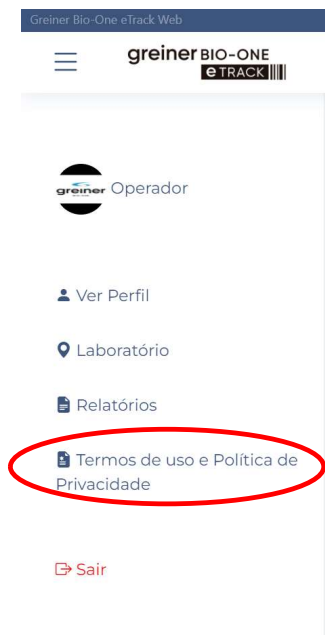 Greiner Bio-One eTrack Web
greiner BIO-ONE
eTRACK
greiner Operador
Ver Perfil
Laboratório
Relatórios
Termos de uso e Política de
Privacidade
Sair